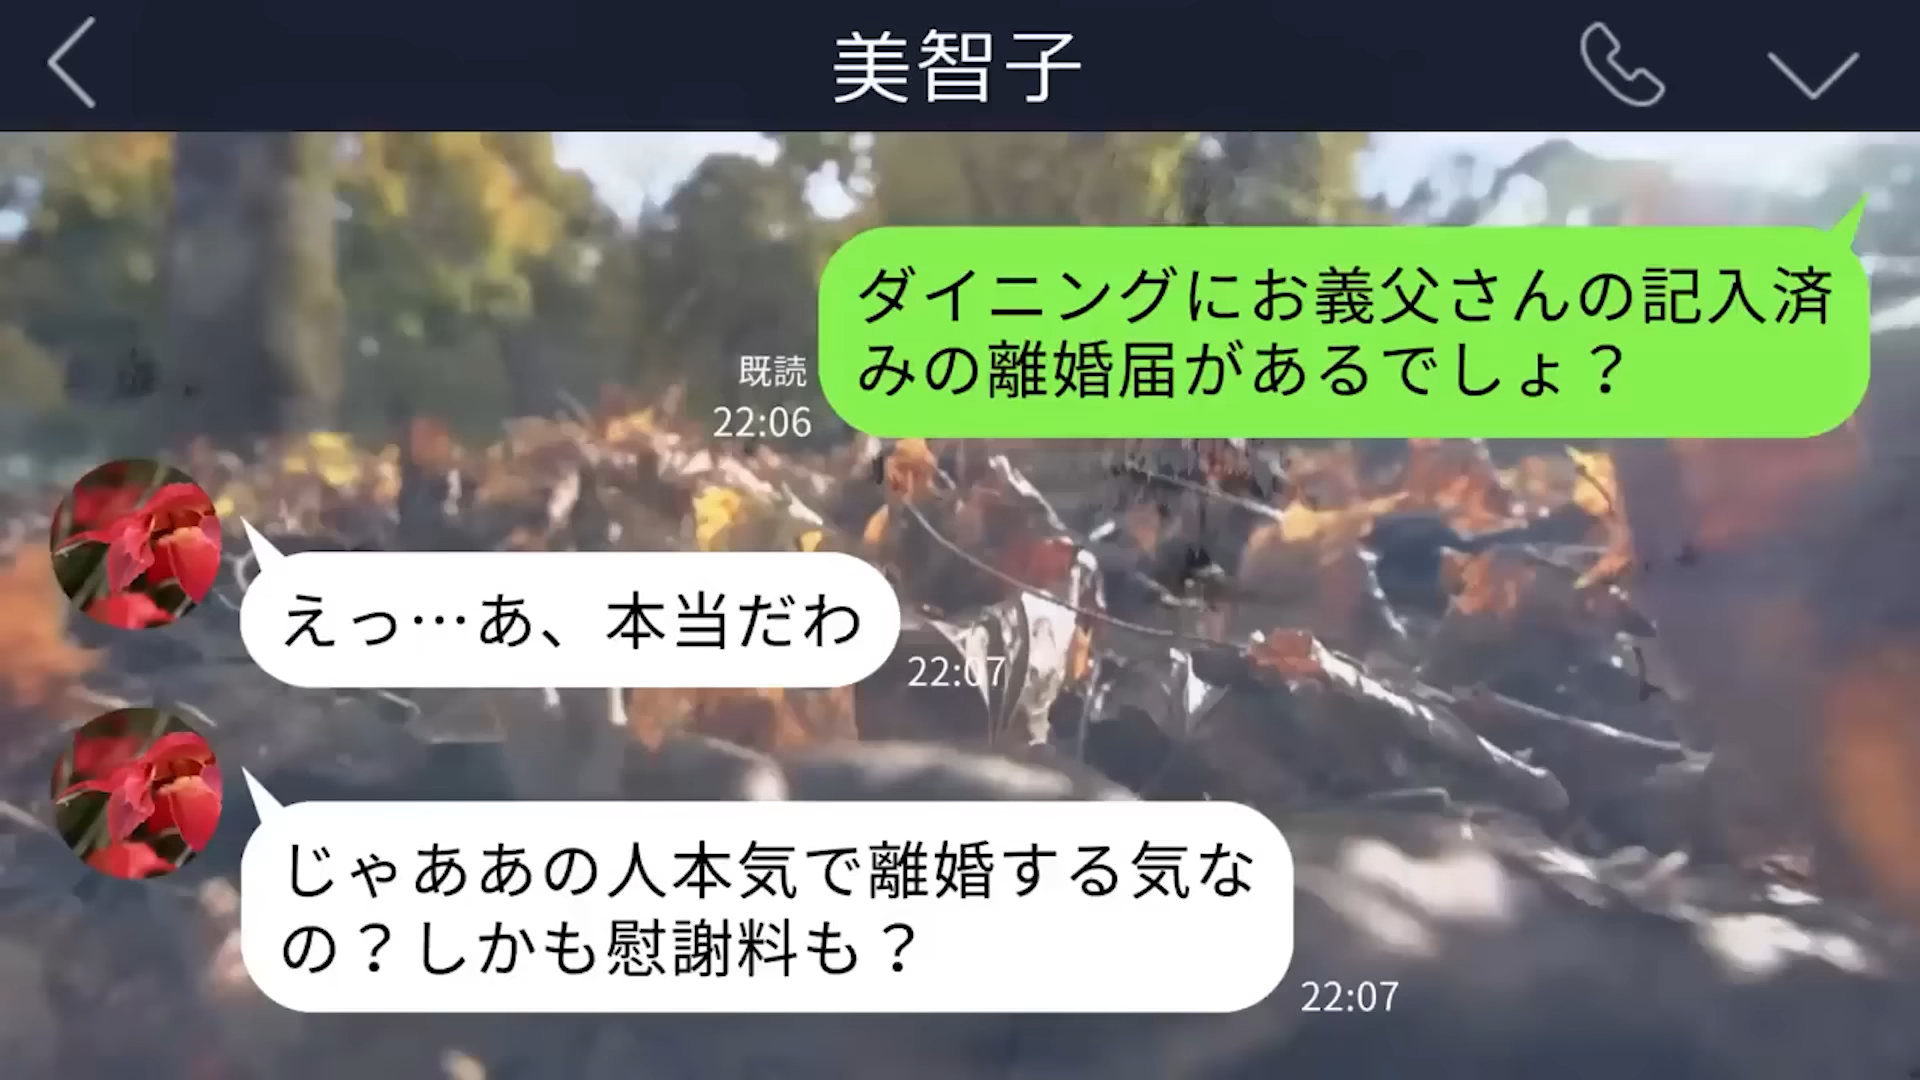 美智子
ダイニングにお義父さんの記入済
みの離婚届があるでしょ？
既読
22:06
えっ…あ、本当だわ
22:07
じゃああの人本気で離婚する気な
の？しかも慰謝料も？
22:07